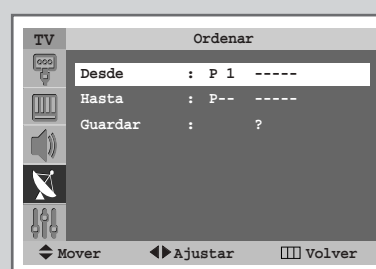 TV Ordenar
Desde : P 1 -----
Hasta : P-- -----
Guardar : ?
Mover Ajustar Volver